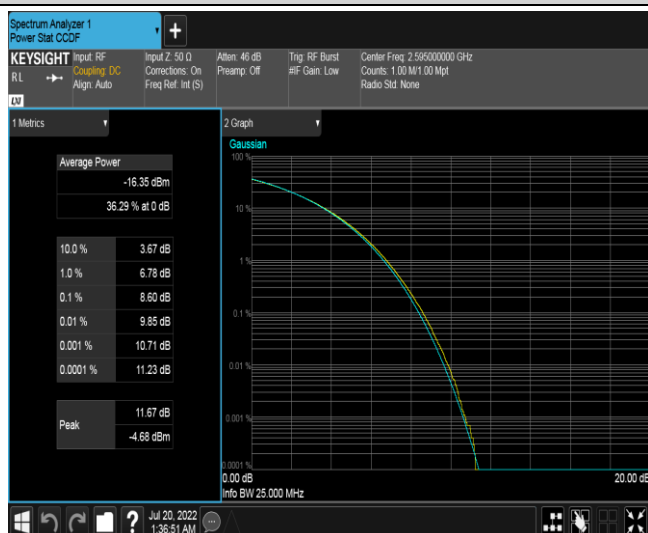 Spectrum Analyzer 1
Power Stat CCDF
+
KEYSIGHT
RL
LXI
Input: RF
Coupling: DC
Align: Auto
Input Z: 50 Ω
Corrections: On
Freq Ref: Int (S)
Atten: 46 dB
Preamp: Off
Trig: RF Burst
#IF Gain: Low
Center Freq: 2.595000000 GHz
Counts: 1.00 M/1.00 Mpt
Radio Std: None
1 Metrics
Average Power
-16.35 dBm
36.29 % at 0 dB
10.0 % 3.67 dB
1.0 % 6.78 dB
0.1 % 8.60 dB
0.01 % 9.85 dB
0.001 % 10.71 dB
0.0001 % 11.23 dB
Peak 11.67 dB
-4.68 dBm
2 Graph
Gaussian
100 %
10 %
1 %
0.1 %
0.01 %
0.001 %
0.0001 %
0.00 dB 20.00 dB
Info BW 25.000 MHz
? Jul 20, 2022
1:36:51 AM